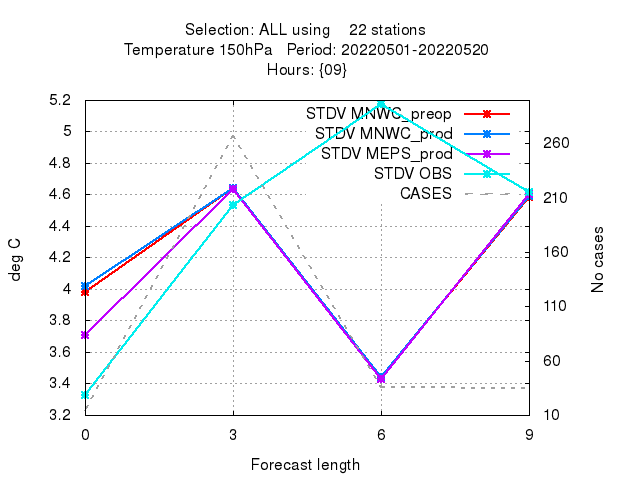 Selection: ALL using    22 stations
Temperature 150hPa   Period: 20220501-20220520
Hours: {09}
STDV MNWC_preop
STDV MNWC_prod
STDV MEPS_prod
STDV OBS
CASES
5.2
5
4.8
4.6
4.4
4.2
4
3.8
3.6
3.4
3.2
deg C
260
210
160
110
60
10
No cases
0 3 6 9
Forecast length